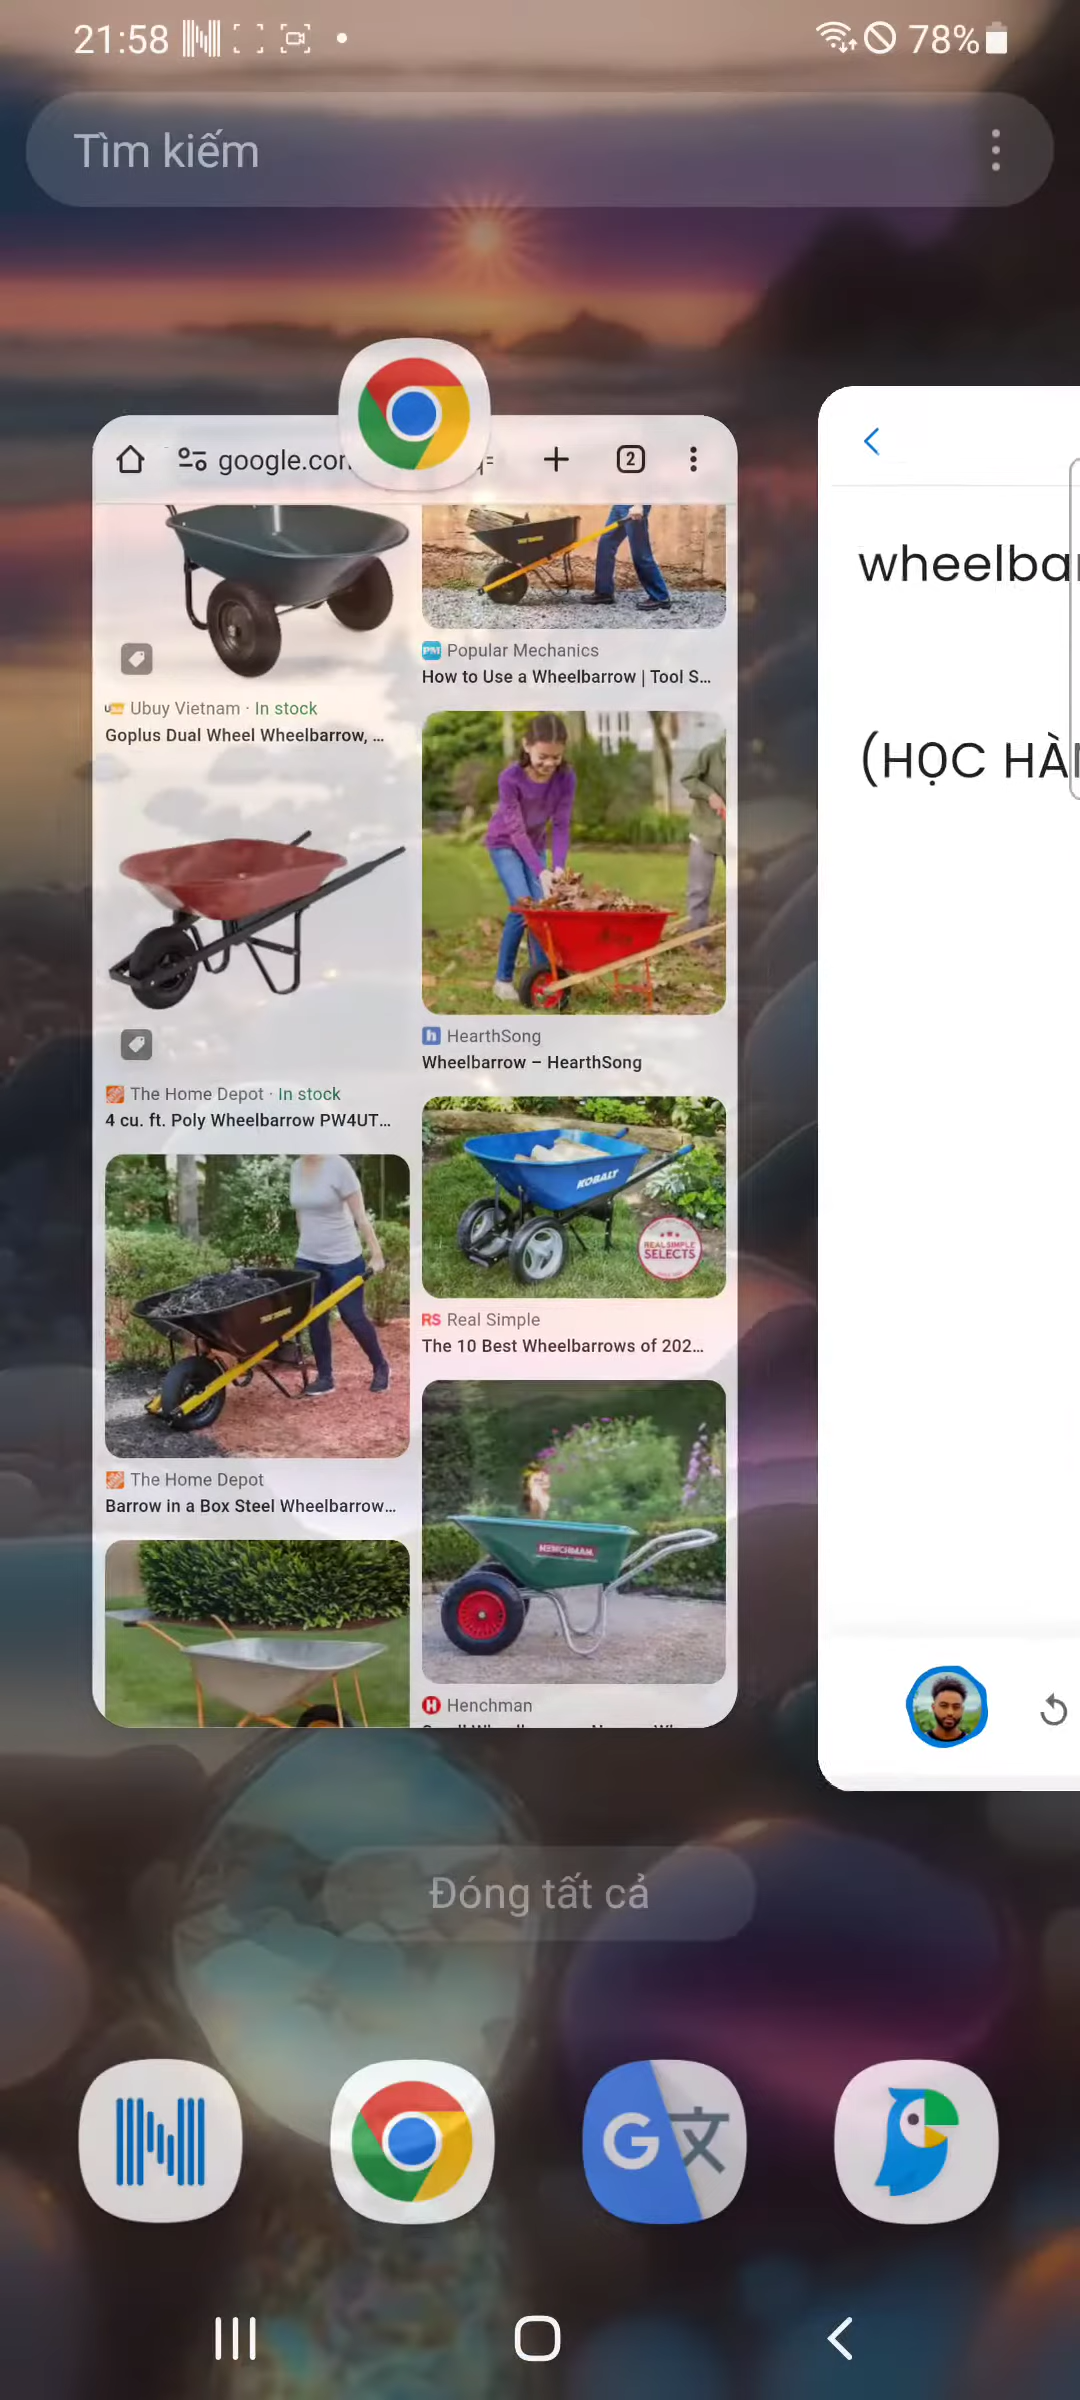 21:58
78%
Tìm kiếm
google.com
2
Popular Mechanics
How to Use a Wheelbarrow | Tool S...
Ubuy Vietnam · In stock
Goplus Dual Wheel Wheelbarrow, ...
HearthSong
Wheelbarrow – HearthSong
The Home Depot · In stock
4 cu. ft. Poly Wheelbarrow PW4UT...
KOBALT
REAL SIMPLE
SELECTS
RS Real Simple
The 10 Best Wheelbarrows of 202...
The Home Depot
Barrow in a Box Steel Wheelbarrow...
HENCHMAN
Henchman
wheelba
(HỌC HÀ
Đóng tất cả